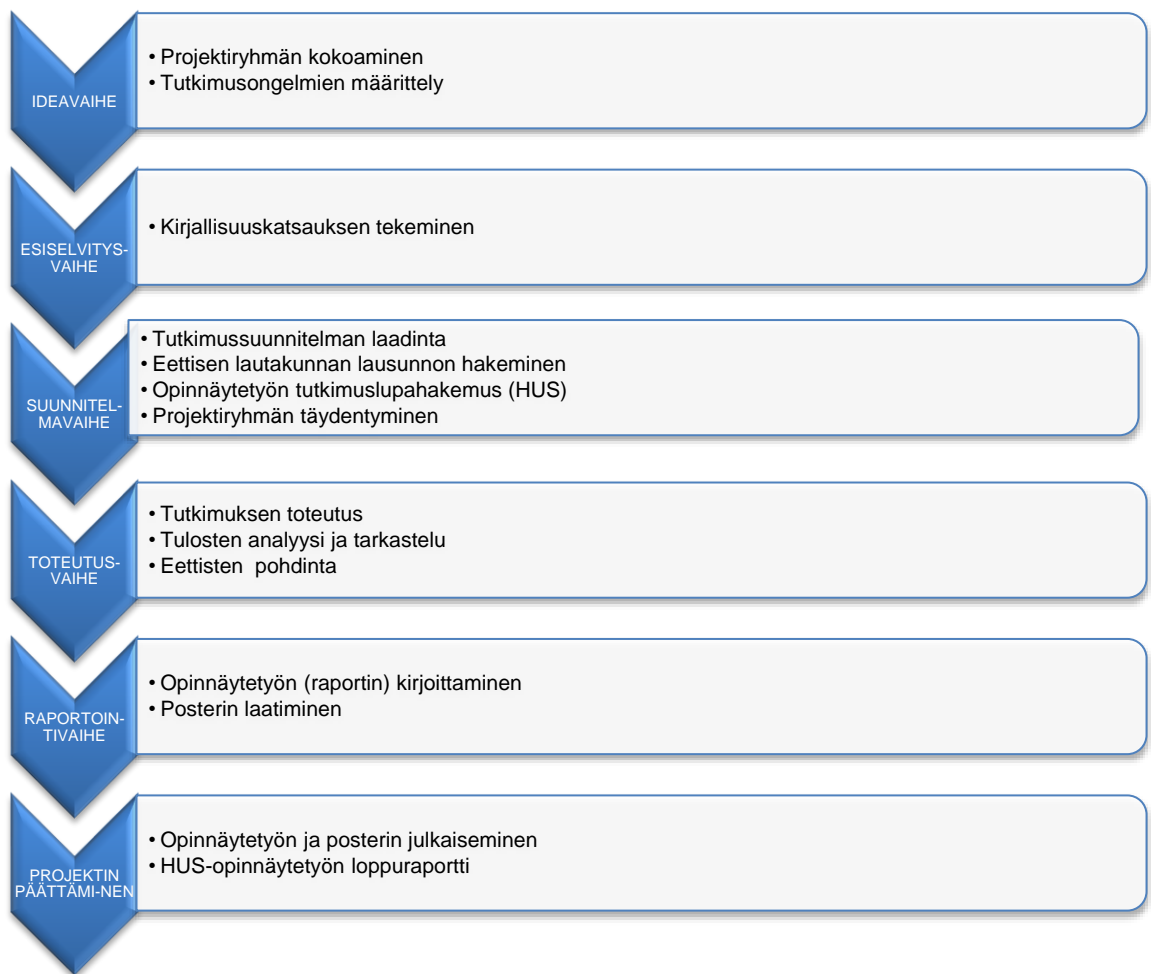 IDEAVAIHE
• Projektiryhmän kokoaminen
• Tutkimusongelmien määrittely
ESISELVITYS-
VAIHE
• Kirjallisuuskatsauksen tekeminen
SUUNNITEL-
MAVAIHE
• Tutkimussuunnitelman laadinta
• Eettisen lautakunnan lausunnon hakeminen
• Opinnäytetyön tutkimuslupahakemus (HUS)
• Projektiryhmän täydentyminen
TOTEUTUS-
VAIHE
• Tutkimuksen toteutus
• Tulosten analyysi ja tarkastelu
• Eettisten  pohdinta
RAPORTOIN-
TIVAIHE
• Opinnäytetyön (raportin) kirjoittaminen
• Posterin laatiminen
PROJEKTIN
PÄÄTTÄMI-NEN
• Opinnäytetyön ja posterin julkaiseminen
• HUS-opinnäytetyön loppuraportti